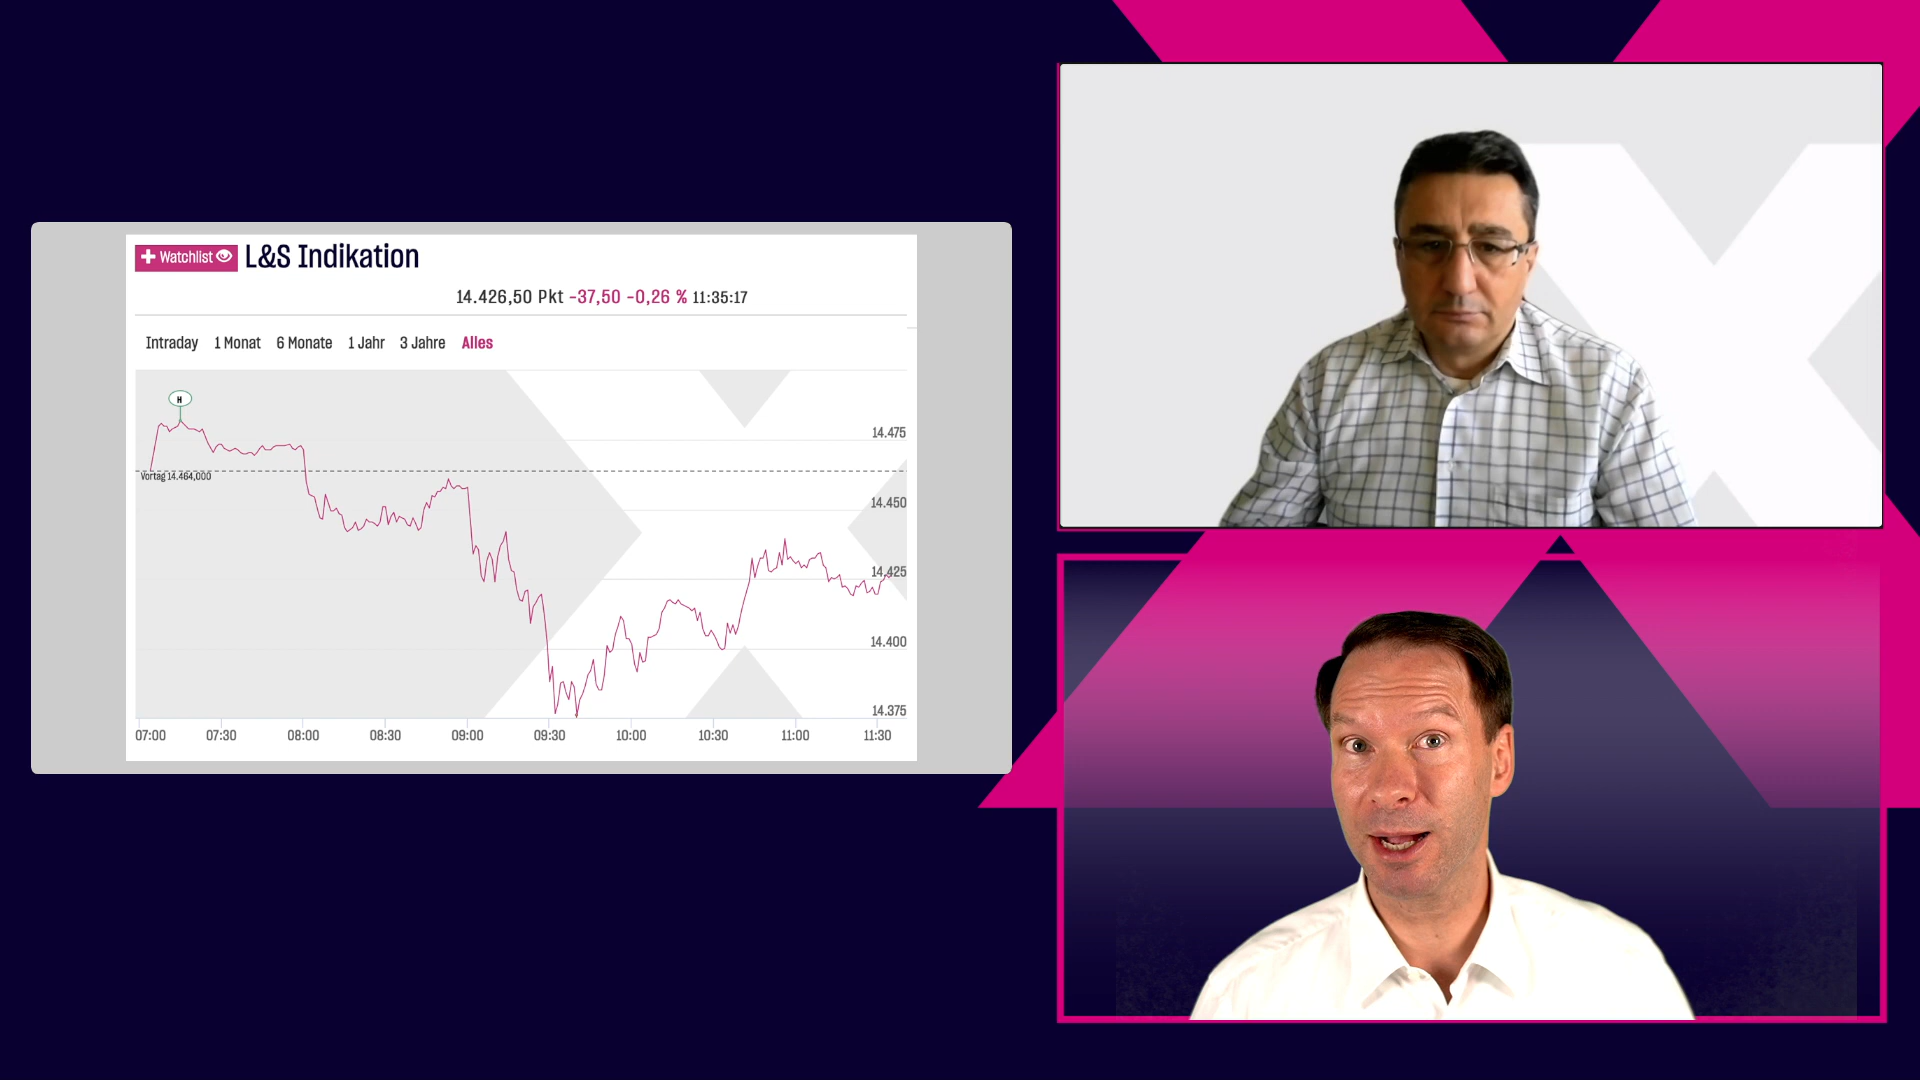 Watchlist L&S Indikation
14.426,50 Pkt -37,50 -0,26 % 11:35:17
Intraday 1 Monat 6 Monate 1 Jahr 3 Jahre Alles
H
14.475
Vortag 14.464,000
14.450
14.425
14.400
14.375
07:00 07:30 08:00 08:30 09:00 09:30 10:00 10:30 11:00 11:30